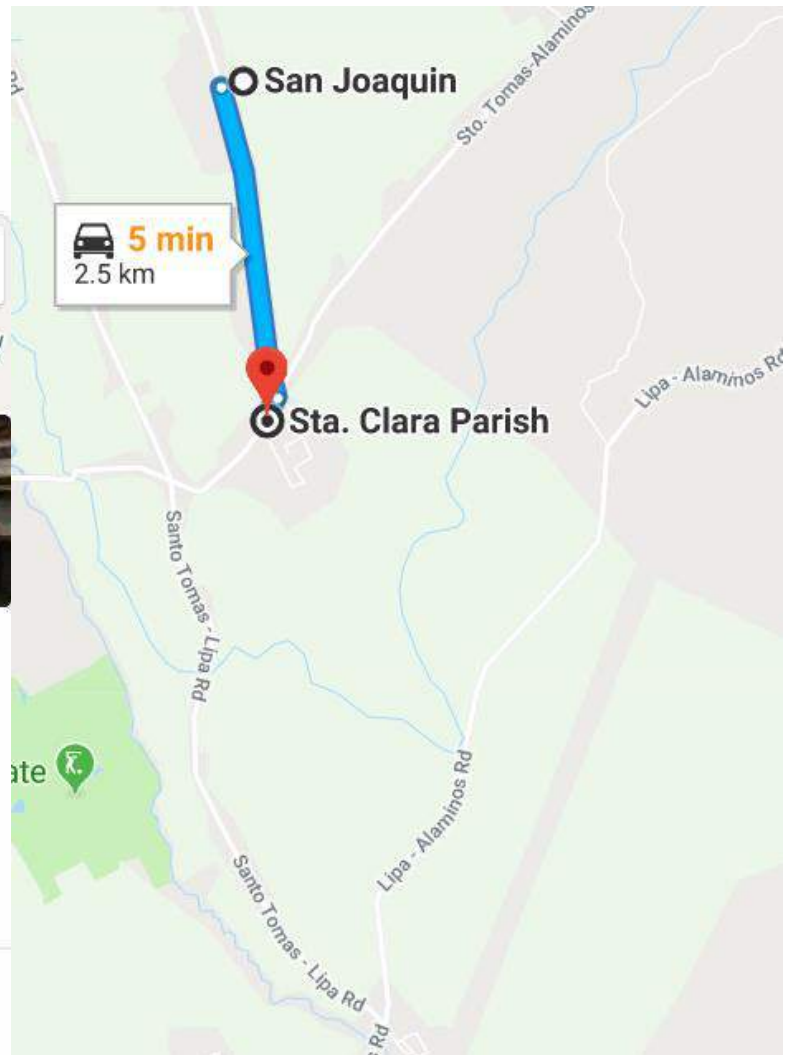 San Joaquin
Sto. Tomas-Alaminos
5 min
2.5 km
Lipa - Alaminos Rd
Sta. Clara Parish
Santo Tomas - Lipa Rd
Lipa - Alaminos Rd
Santo Tomas - Lipa Rd
Rd